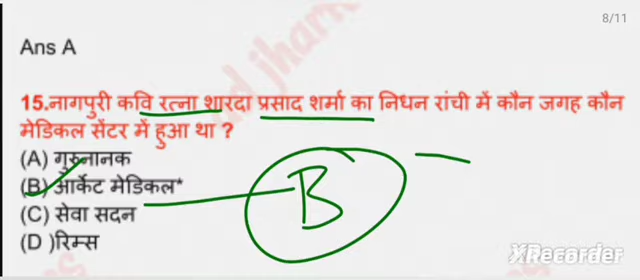 8/11
Ans A
15.नागपुरी कवि रत्ना शारदा प्रसाद शर्मा का निधन रांची में कौन जगह कौन
मेडिकल सेंटर में हुआ था ?
(A) गुरुनानक
(B) आर्केट मेडिकल*
B
(C) सेवा सदन
(D )रिम्स
XRecorder